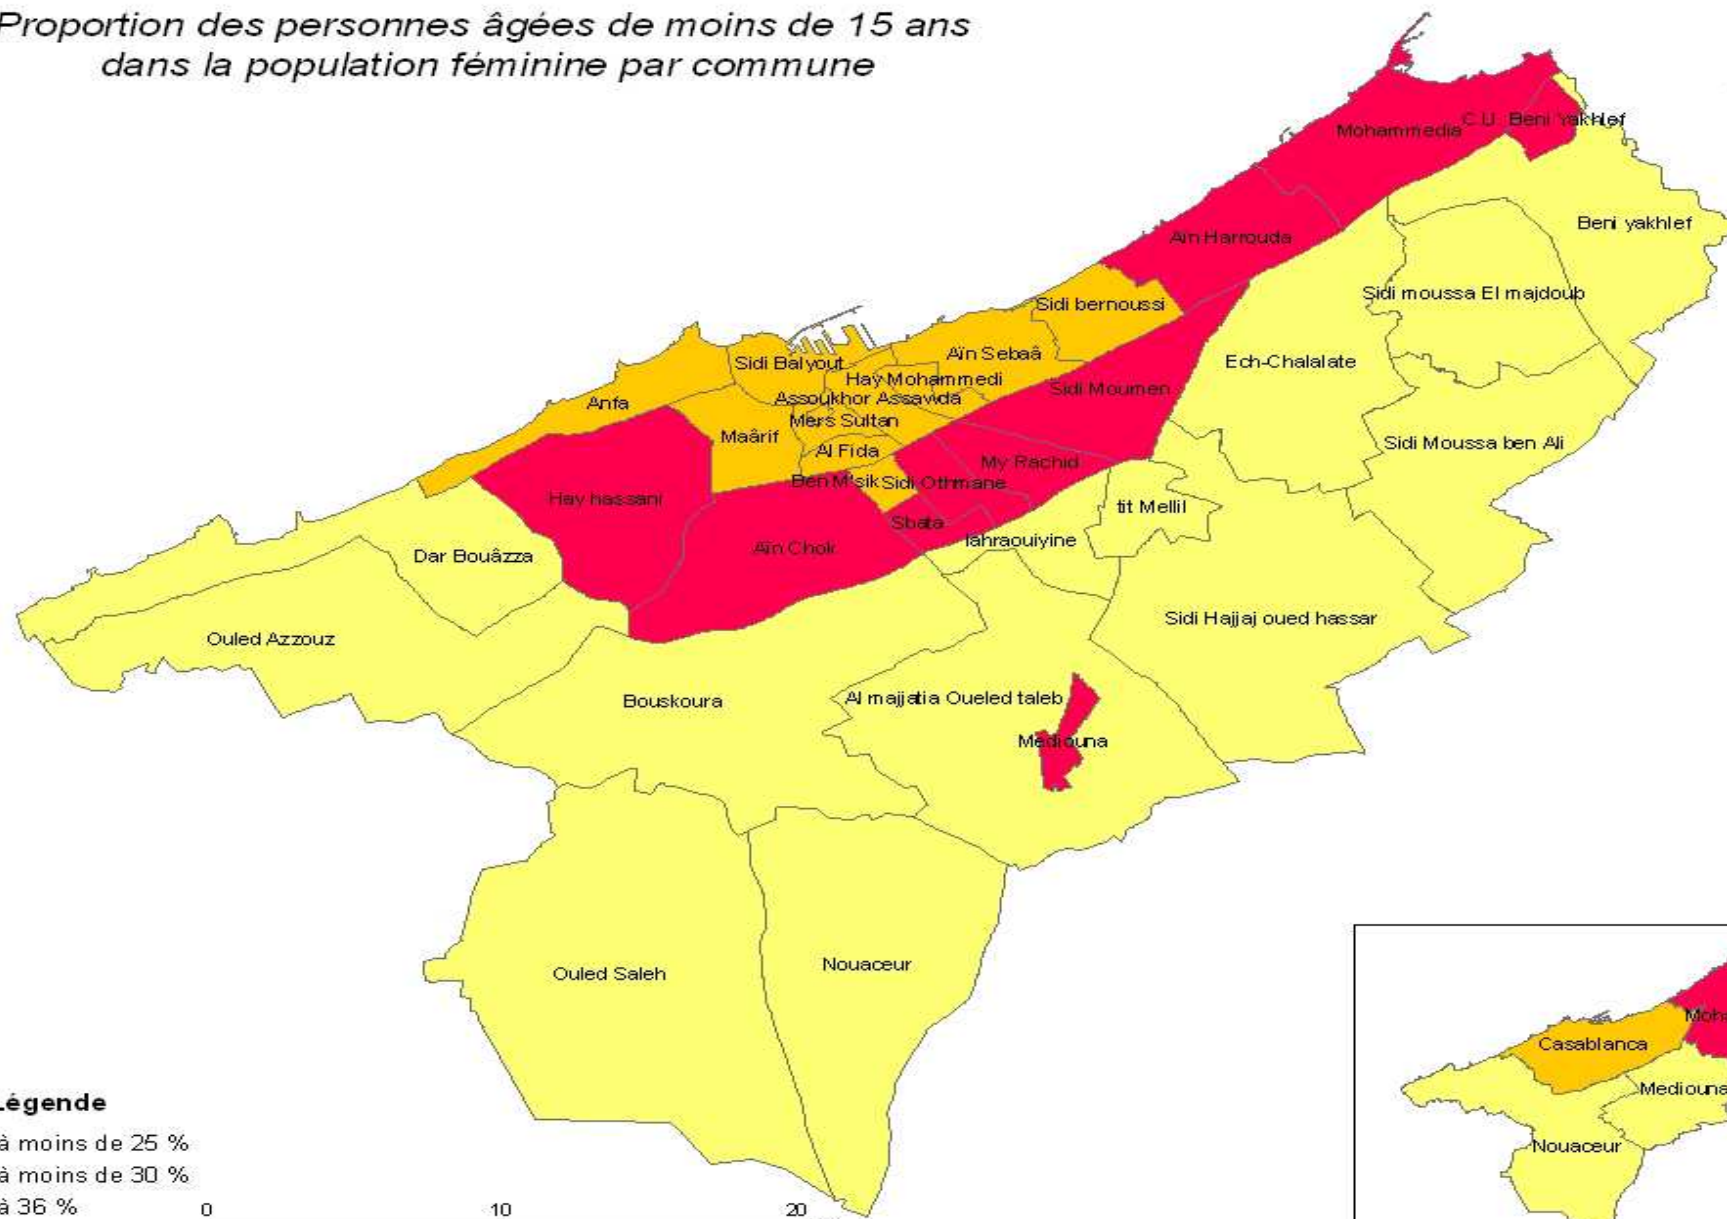 Proportion des personnes âgées de moins de 15 ans
dans la population féminine par commune
Mohammedia
C.U. Beni Yakhlef
Beni yakhlef
Aïn Harrouda
Sidi moussa El majdoub
Sidi bernoussi
Aïn Sebaâ
Sidi Balyout
Ech-Chalalate
Hay Mohammedi
Sidi Moumen
Assoukhor Assawda
Anfa
Mers Sultan
Maârif
Sidi Moussa ben Ali
Al Fida
My Rachid
Ben M'sik
Sidi Othmane
Hay hassani
tit Mellil
Sbata
lahraouiyine
Aïn Chok
Dar Bouâzza
Sidi Hajjaj oued hassar
Ouled Azzouz
Bouskoura
Al majjatia Oueled taleb
Mediouna
Ouled Saleh
Nouaceur
Casablanca
Moh
Mediouna
Nouaceur
Légende
à moins de 25 %
à moins de 30 %
à 36 %
0 10 20